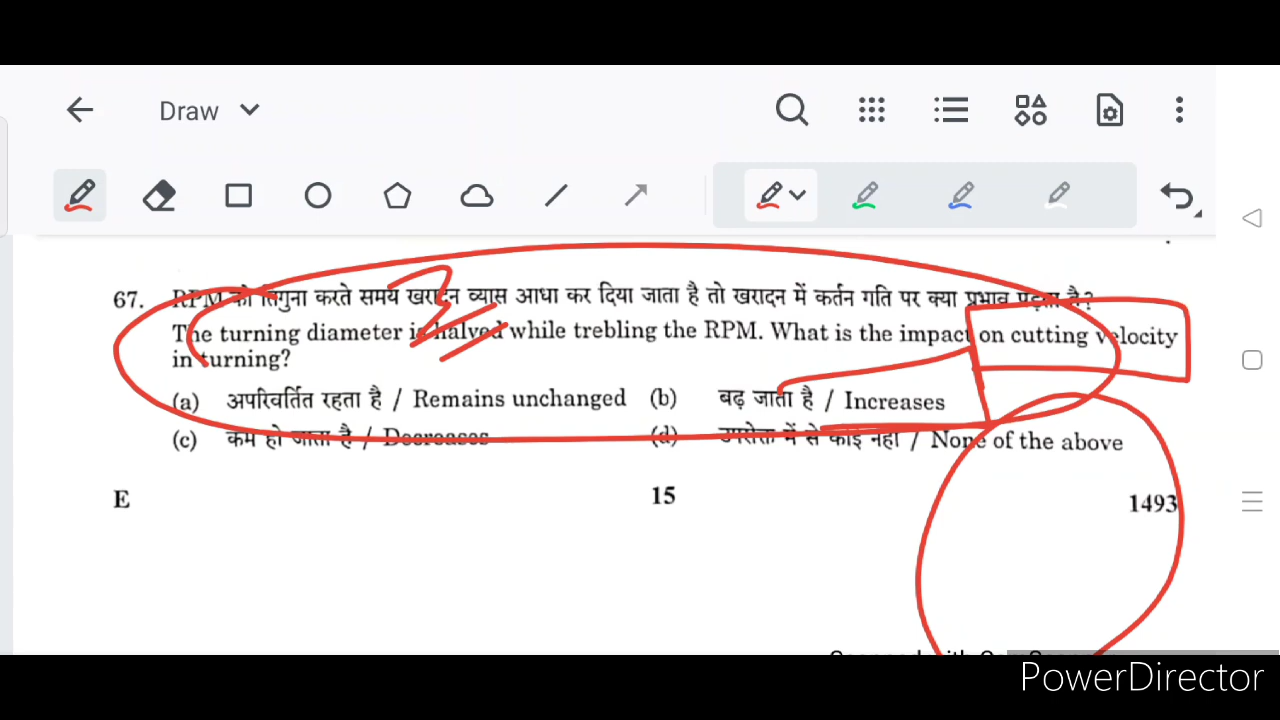 Draw
67. RPM को तिगुना करते समय खरादन व्यास आधा कर दिया जाता है तो खरादन में कर्तन गति पर क्या प्रभाव पड़ता है?
The turning diameter is halved while trebling the RPM. What is the impact on cutting velocity
in turning?
(a) अपरिवर्तित रहता है / Remains unchanged (b) बढ़ जाता है / Increases
(c) कम हो जाता है / Decreases (d) उपरोक्त में से कोई नहीं / None of the above
E 15 1493
PowerDirector